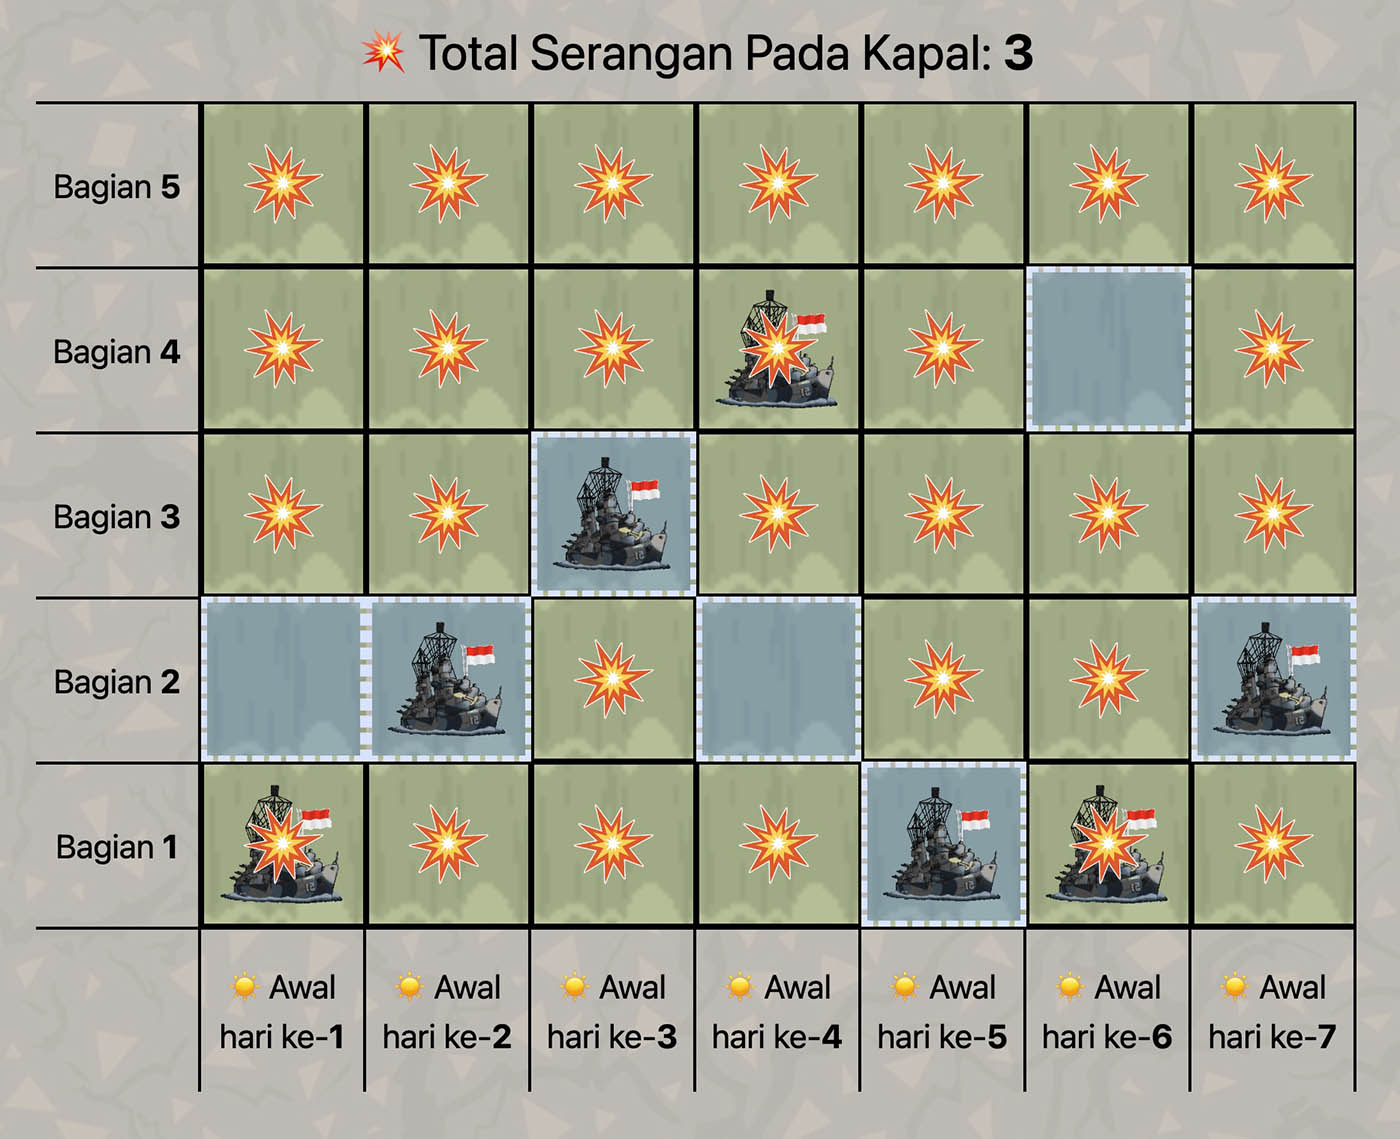 Total Serangan Pada Kapal: 3
Bagian 5
Bagian 4
Bagian 3
Bagian 2
Bagian 1
Awal
hari ke-1
Awal
hari ke-2
Awal
hari ke-3
Awal
hari ke-4
Awal
hari ke-5
Awal
hari ke-6
Awal
hari ke-7